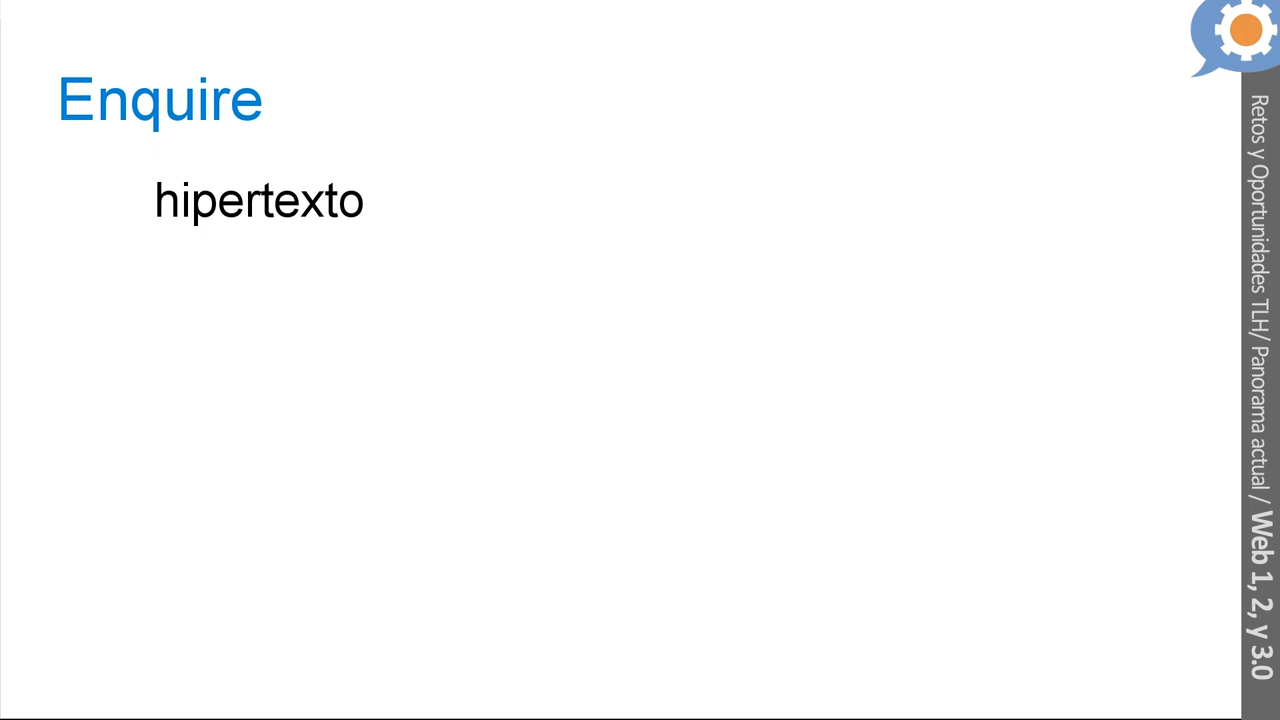 Enquire
hipertexto
Retos y Oportunidades TLH/ Panorama actual / Web 1, 2, y 3.0